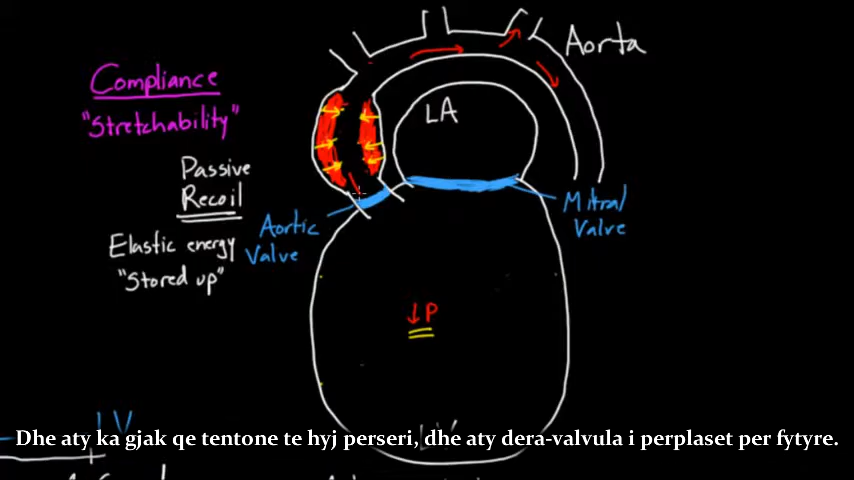 Aorta
Compliance
"Stretchability"
LA
Passive
Recoil
Aortic
Valve
Mitral
Valve
Elastic energy
"Stored up"
↓P
LV
Dhe aty ka gjak qe tentone te hyj perseri, dhe aty dera-valvula i perplaset per fytyre.